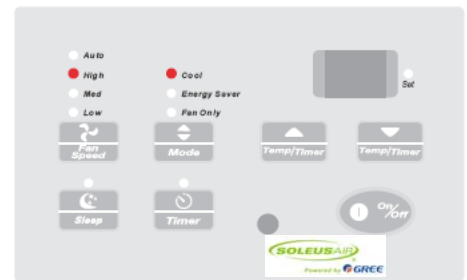 Auto
High
Med
Low
Cool
Energy Saver
Fan Only
Set
Fan Speed
Mode
Temp/Timer
Temp/Timer
Sleep
Timer
On/Off
SOLEUSAIR
Powered by GREE